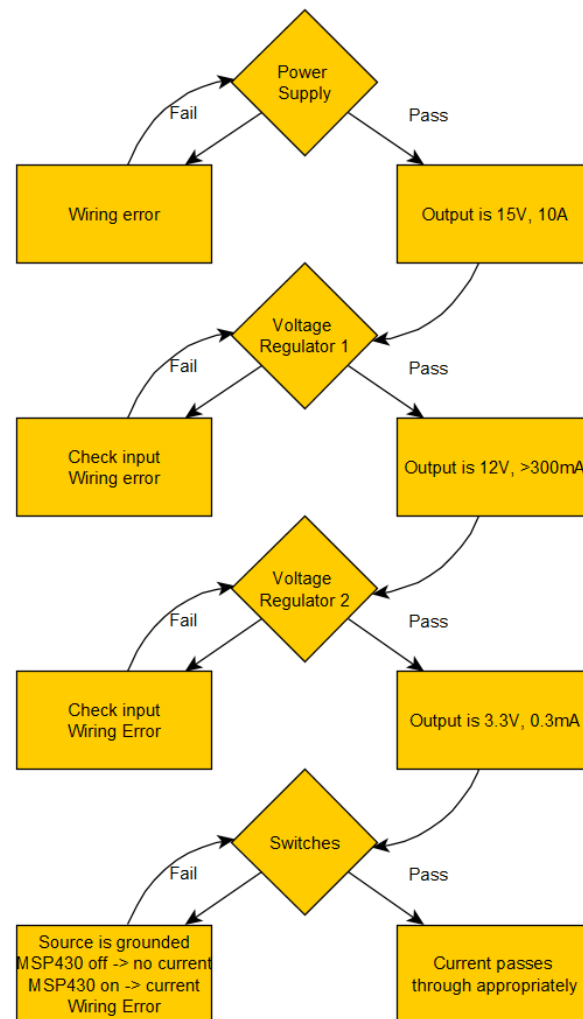 Power
Supply
Fail
Pass
Wiring error
Output is 15V, 10A
Voltage
Regulator 1
Fail
Pass
Check input
Wiring error
Output is 12V, >300mA
Voltage
Regulator 2
Fail
Pass
Check input
Wiring Error
Output is 3.3V, 0.3mA
Switches
Fail
Pass
Source is grounded
MSP430 off -> no current
MSP430 on -> current
Wiring Error
Current passes
through appropriately